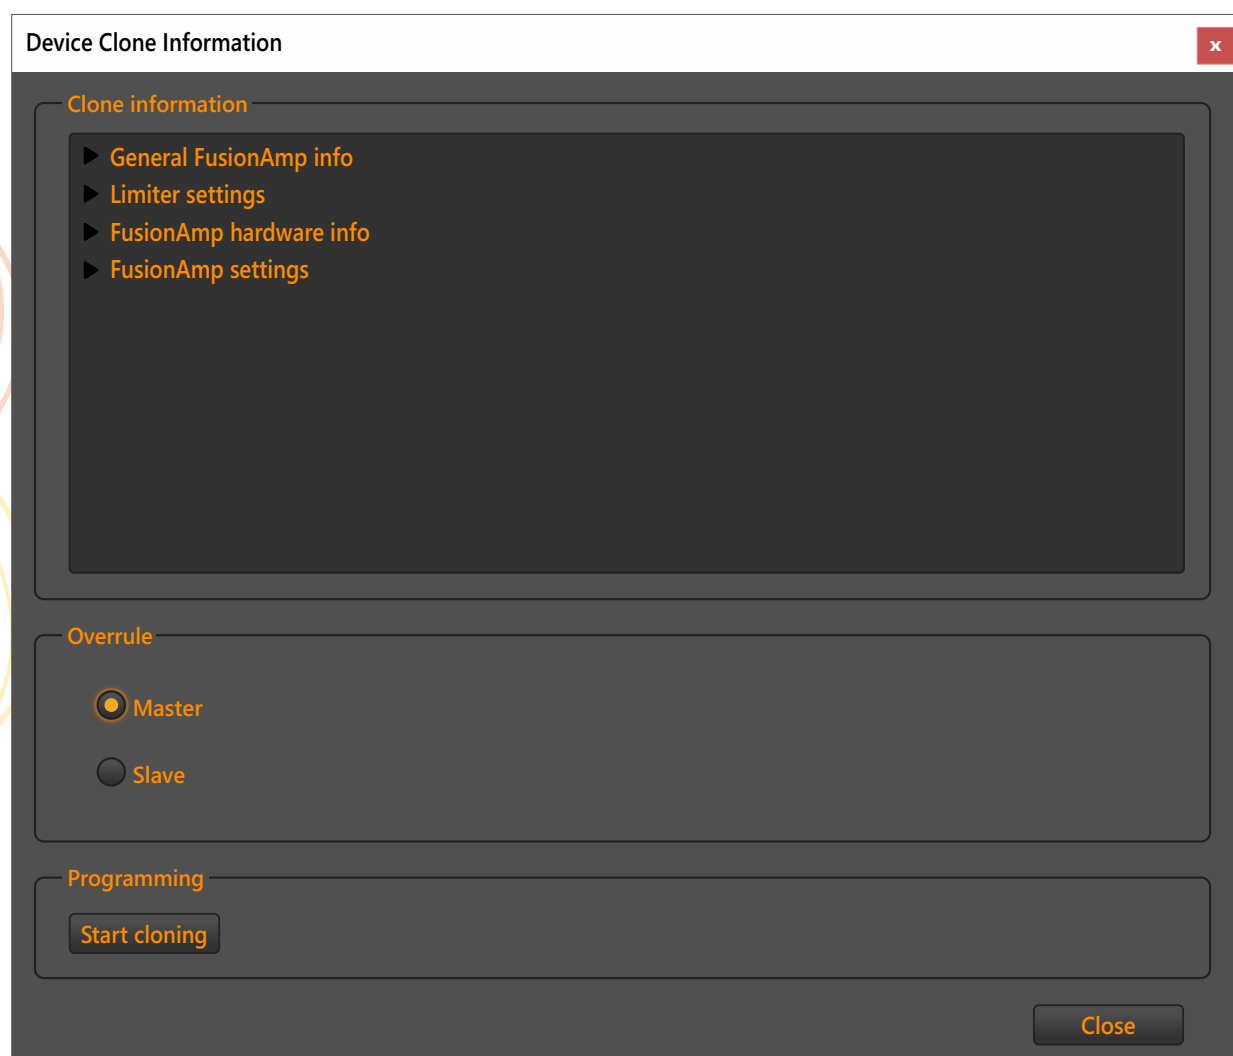 Device Clone Information
x
Clone information
General FusionAmp info
Limiter settings
FusionAmp hardware info
FusionAmp settings
Overrule
Master
Slave
Programming
Start cloning
Close